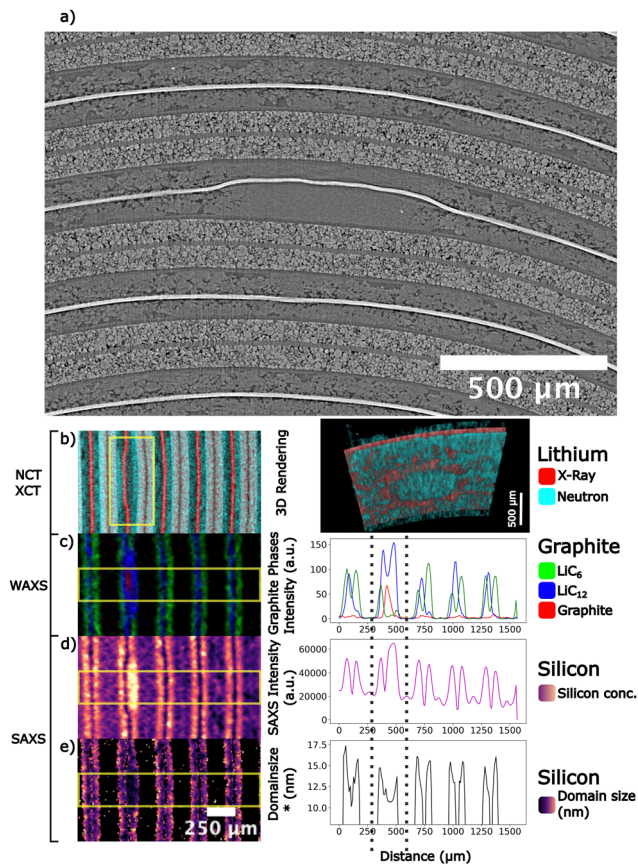 a)
500 µm
b)
NCT
XCT
3D Rendering
500 µm
Lithium
X-Ray
Neutron
c)
WAXS
Graphite Phases
Intensity (a.u.)
150
100
50
0
0 250 500 750 1000 1250 1500
Graphite
LiC6
LiC12
Graphite
d)
SAXS
SAXS Intensity
(a.u.)
60000
40000
20000
0
0 250 500 750 1000 1250 1500
Silicon
Silicon conc.
e)
250 µm
Domainsize
* (nm)
17.5
15.0
12.5
10.0
0 250 500 750 1000 1250 1500
Distance (µm)
Silicon
Domain size
(nm)